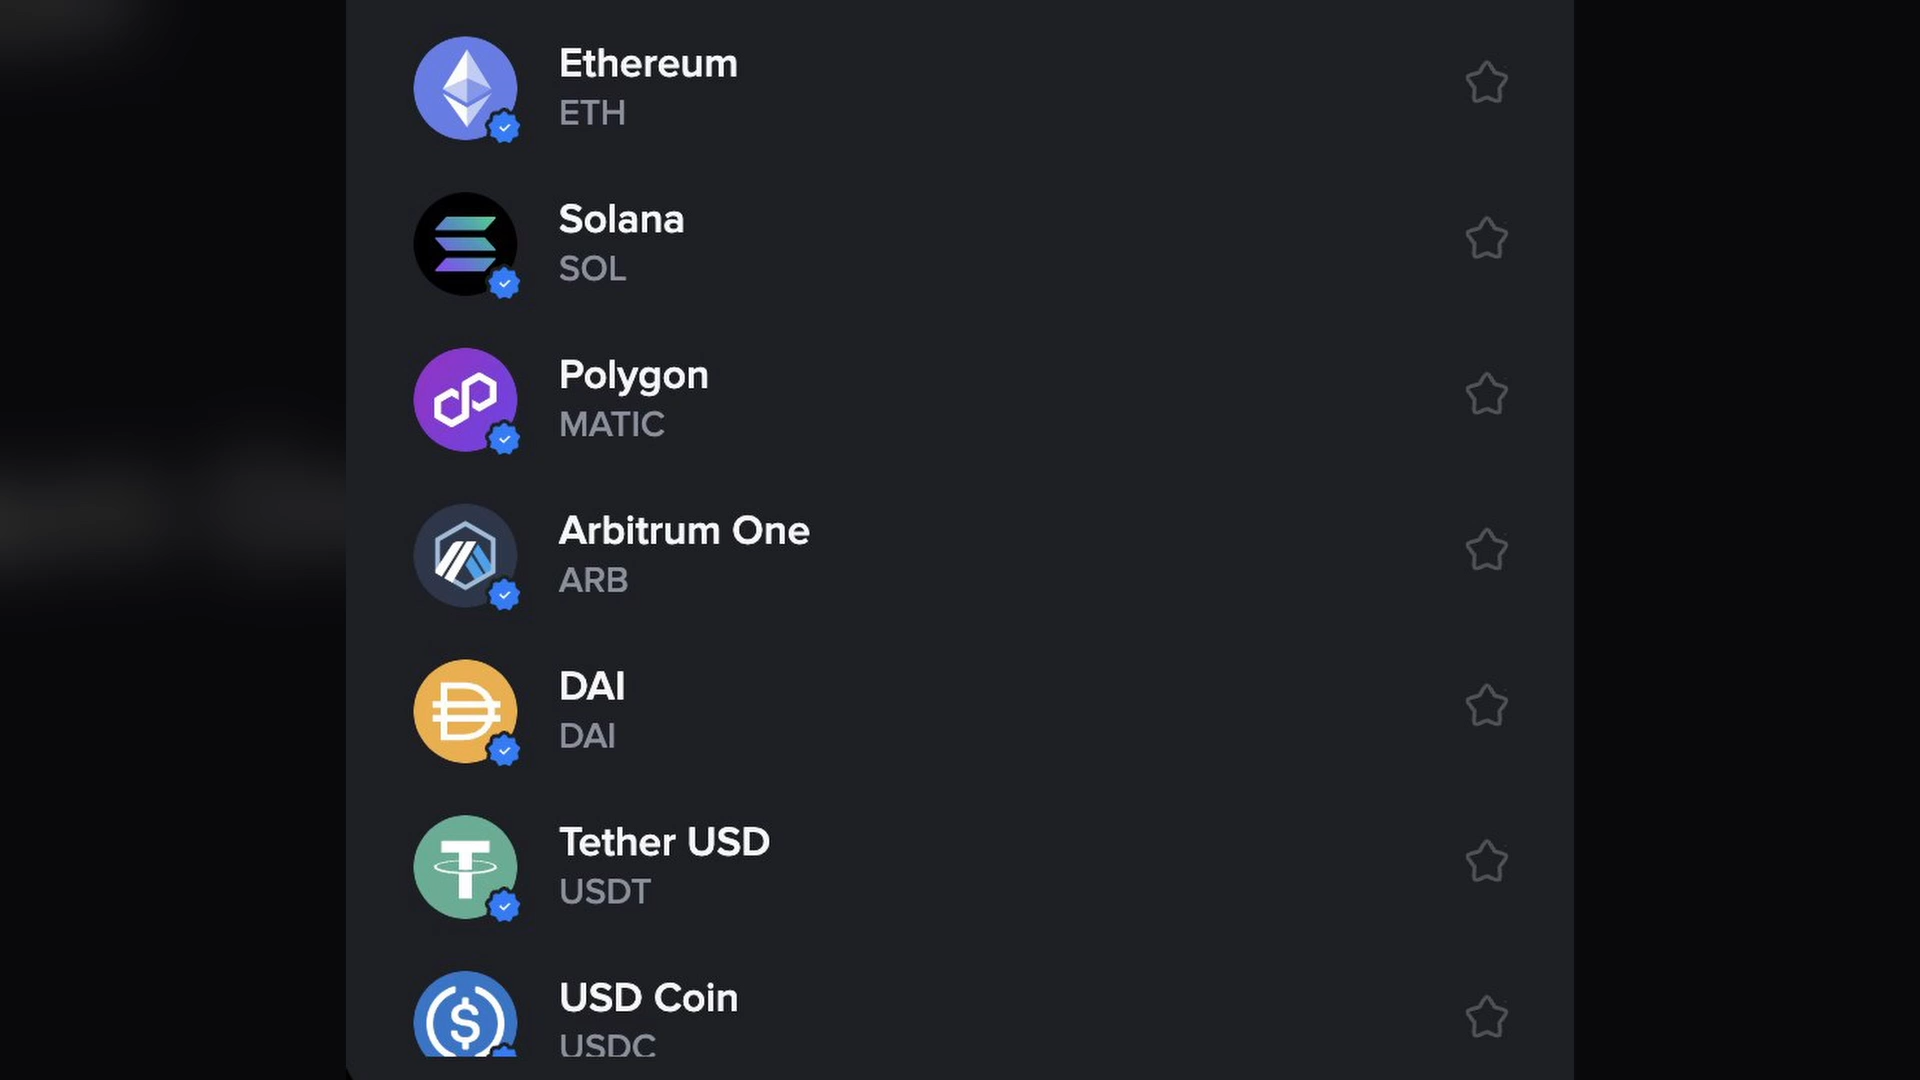 Ethereum
ETH
Solana
SOL
Polygon
MATIC
Arbitrum One
ARB
DAI
DAI
Tether USD
USDT
USD Coin
USDC